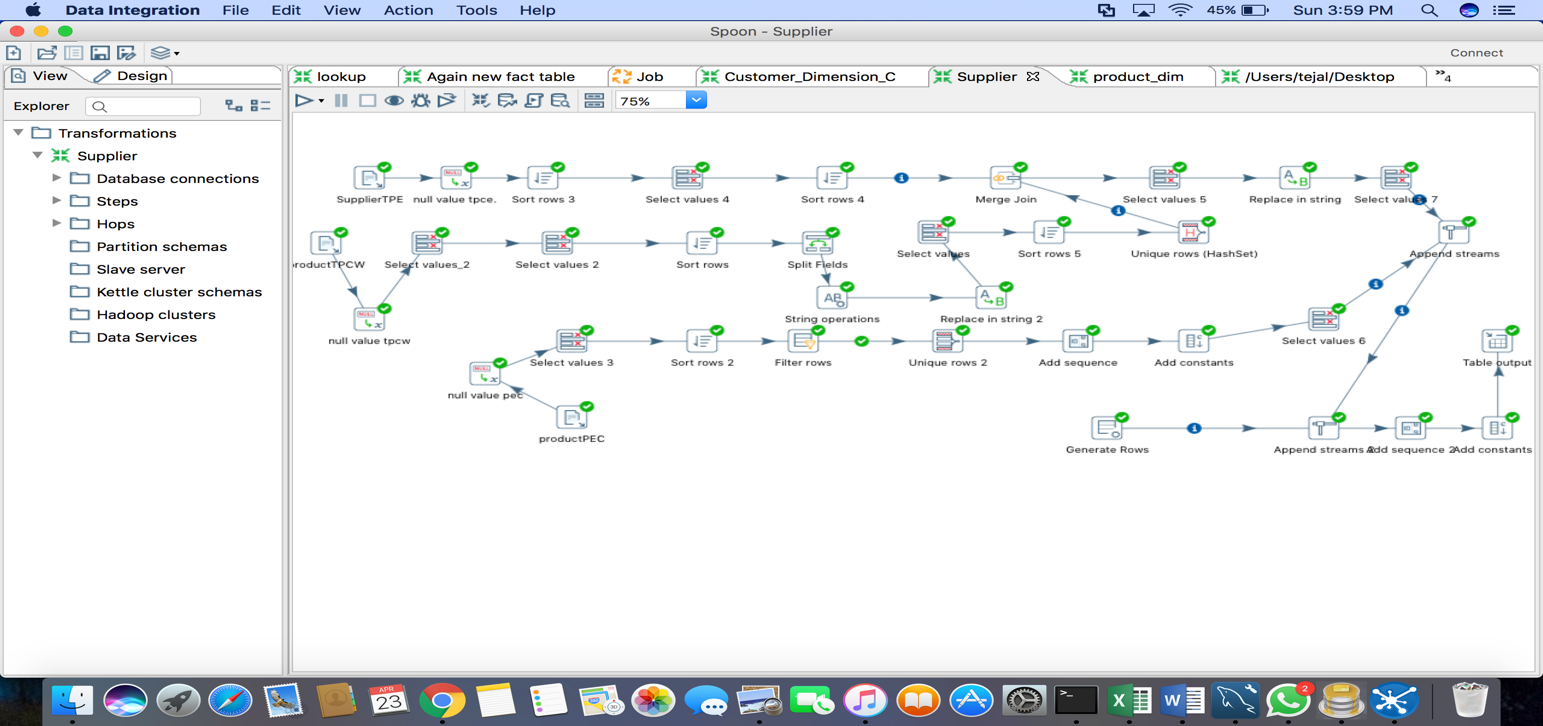 Data Integration File Edit View Action Tools Help 45% Sun 3:59 PM
Spoon - Supplier
Connect
View Design
lookup Again new fact table Job Customer_Dimension_C Supplier product_dim /Users/tejal/Desktop »4
Explorer
75%
Transformations
Supplier
Database connections
Steps
Hops
Partition schemas
Slave server
Kettle cluster schemas
Hadoop clusters
Data Services
SupplierTPE null value tpce. Sort rows 3 Select values 4 Sort rows 4 Merge Join Select values 5 Replace in string Select values 7
roductTPCW Select values_2 Select values 2 Sort rows Split Fields Select values Sort rows 5 Unique rows (HashSet) Append streams
null value tpcw String operations Replace in string 2
Select values 3 Sort rows 2 Filter rows Unique rows 2 Add sequence Add constants Select values 6 Table output
null value pec
productPEC
Generate Rows Append streams 2 Add sequence 2 Add constants
APR
23
2